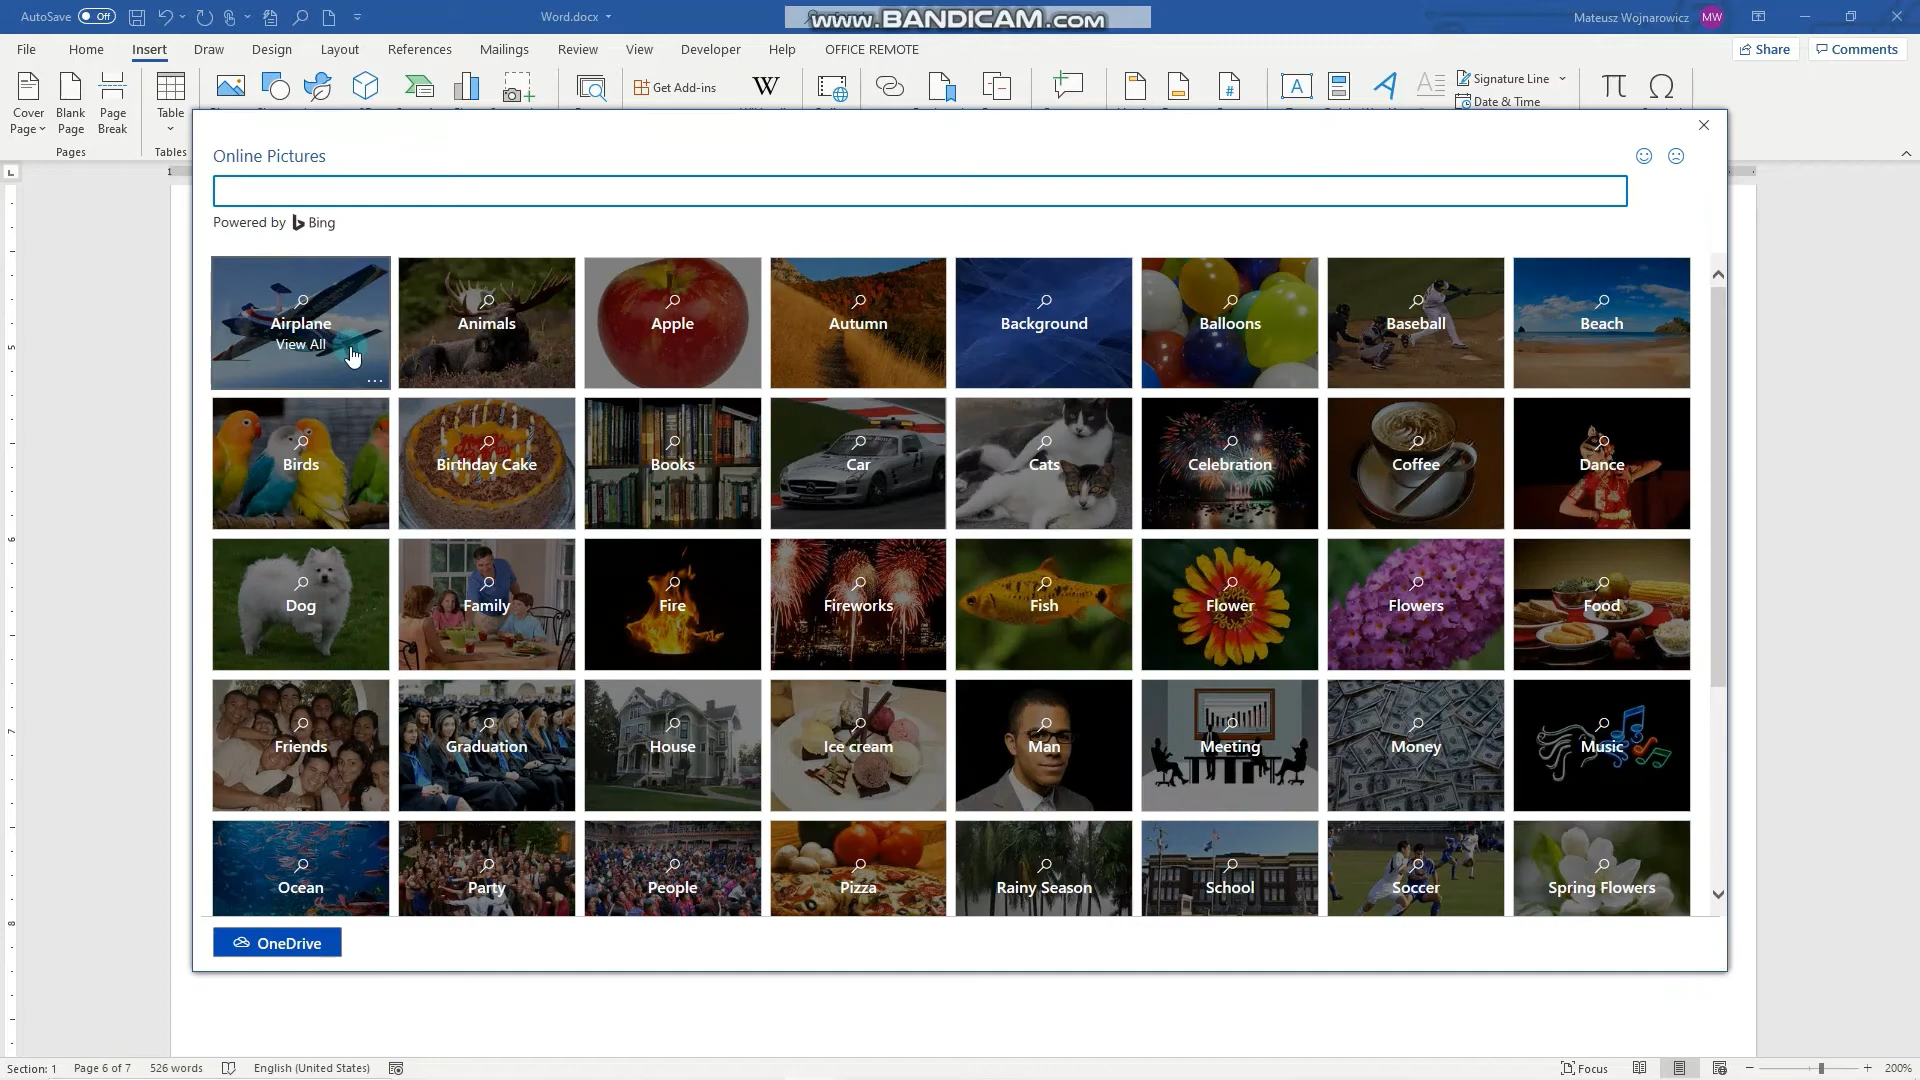 AutoSave Off Word.docx www.BANDICAM.com Mateusz Wojnarowicz MW
File Home Insert Draw Design Layout References Mailings Review View Developer Help OFFICE REMOTE Share Comments
Cover Page Blank Page Page Break Table Get Add-ins W # A Signature Line π Ω
Date & Time
Pages Tables
1
Online Pictures
Powered by Bing
Airplane Animals Apple Autumn Background Balloons Baseball Beach
View All
...
Birds Birthday Cake Books Car Cats Celebration Coffee Dance
Dog Family Fire Fireworks Fish Flower Flowers Food
Friends Graduation House Ice cream Man Meeting Money Music
Ocean Party People Pizza Rainy Season School Soccer Spring Flowers
OneDrive
5
6
7
8
Section: 1 Page 6 of 7 526 words English (United States) Focus 200%